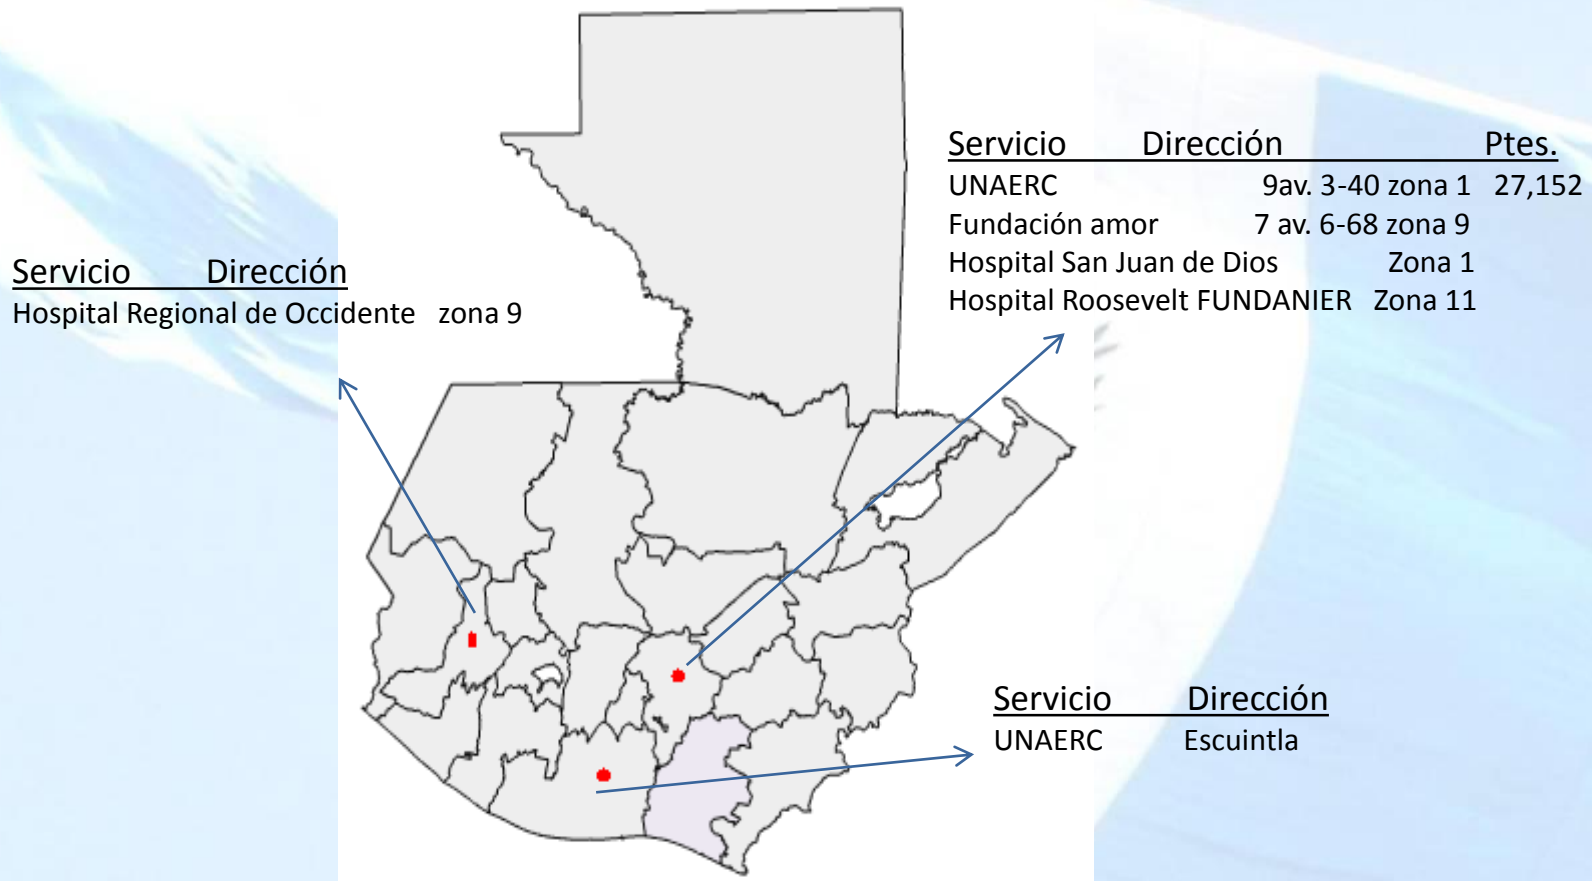 Servicio Dirección
Hospital Regional de Occidente zona 9
Servicio Dirección Ptes.
UNAERC 9av. 3-40 zona 1 27,152
Fundación amor 7 av. 6-68 zona 9
Hospital San Juan de Dios Zona 1
Hospital Roosevelt FUNDANIER Zona 11
Servicio Dirección
UNAERC Escuintla